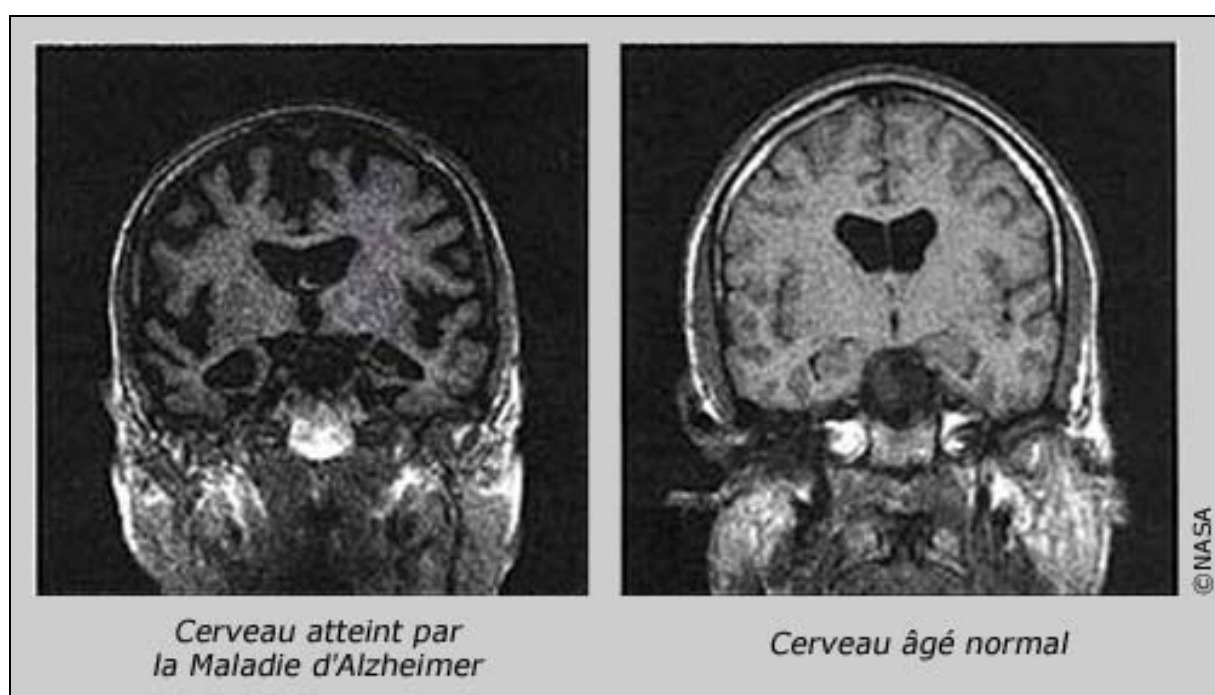 Cerveau atteint par
la Maladie d'Alzheimer
Cerveau âgé normal
©NASA